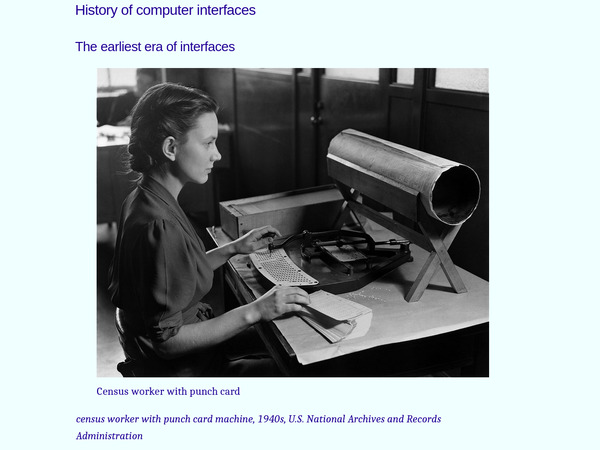 History of computer interfaces
The earliest era of interfaces
Census worker with punch card
census worker with punch card machine, 1940s, U.S. National Archives and Records
Administration